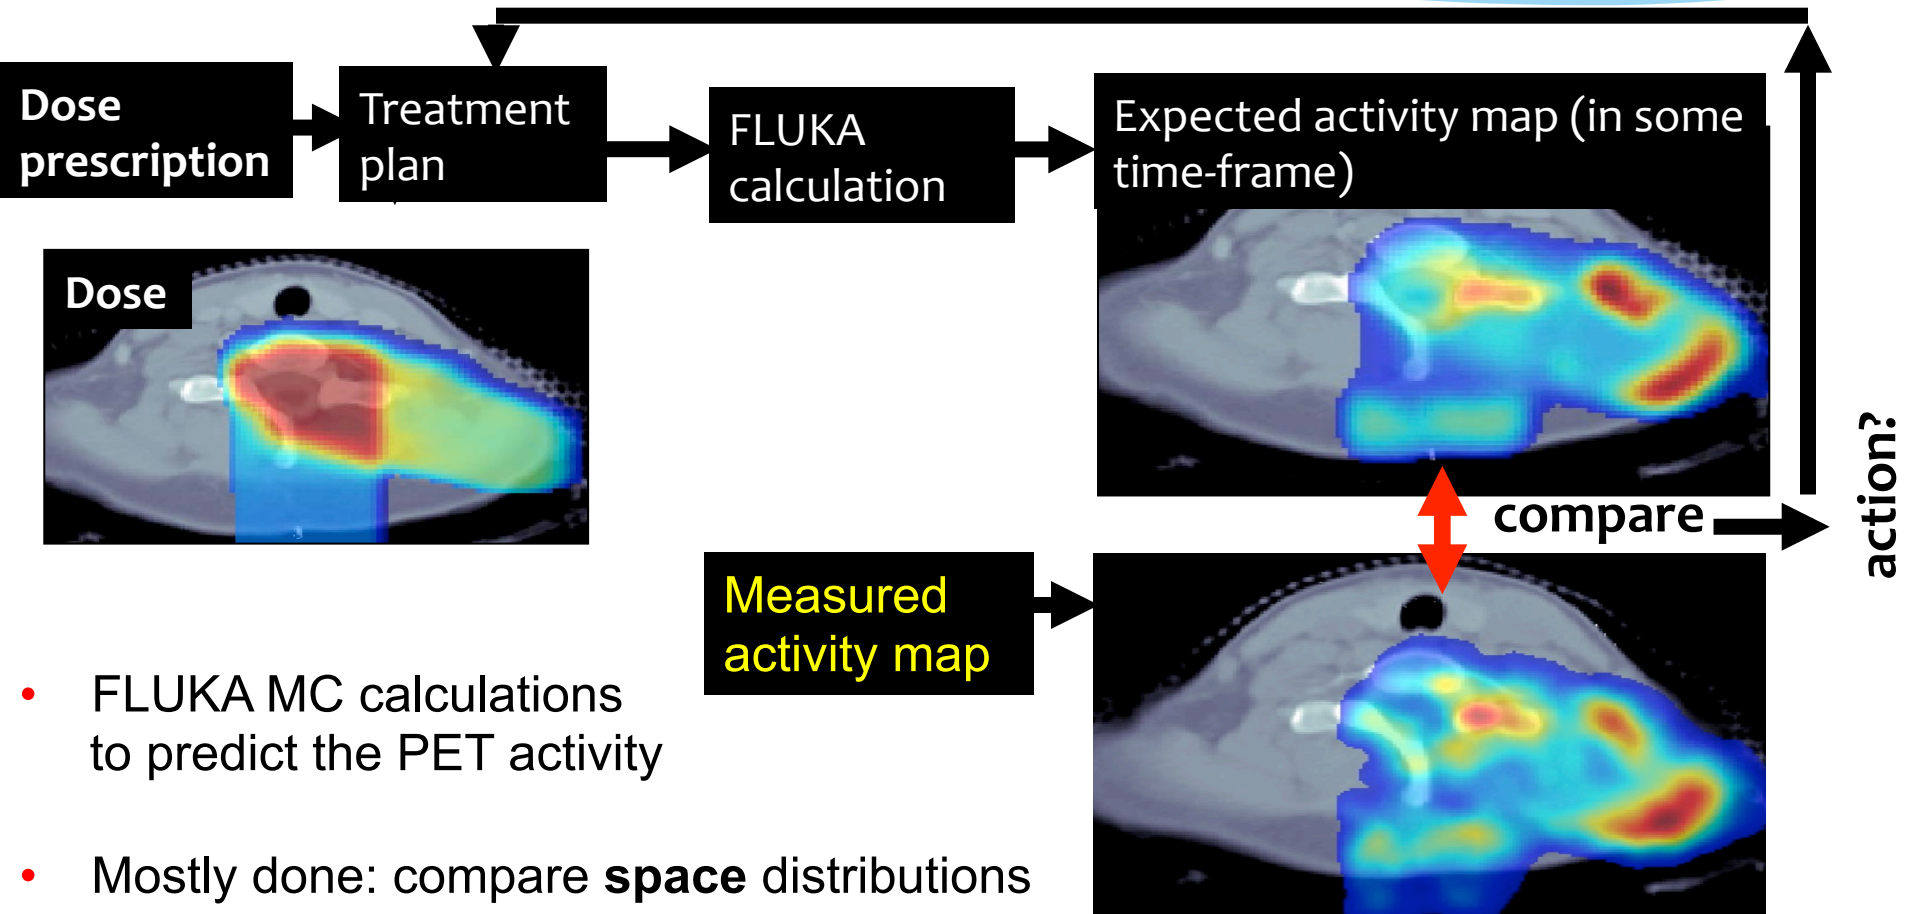 Dose
prescription
Treatment
plan
FLUKA
calculation
Expected activity map (in some
time-frame)
Dose
compare
action?
Measured
activity map
• FLUKA MC calculations
to predict the PET activity
• Mostly done: compare space distributions